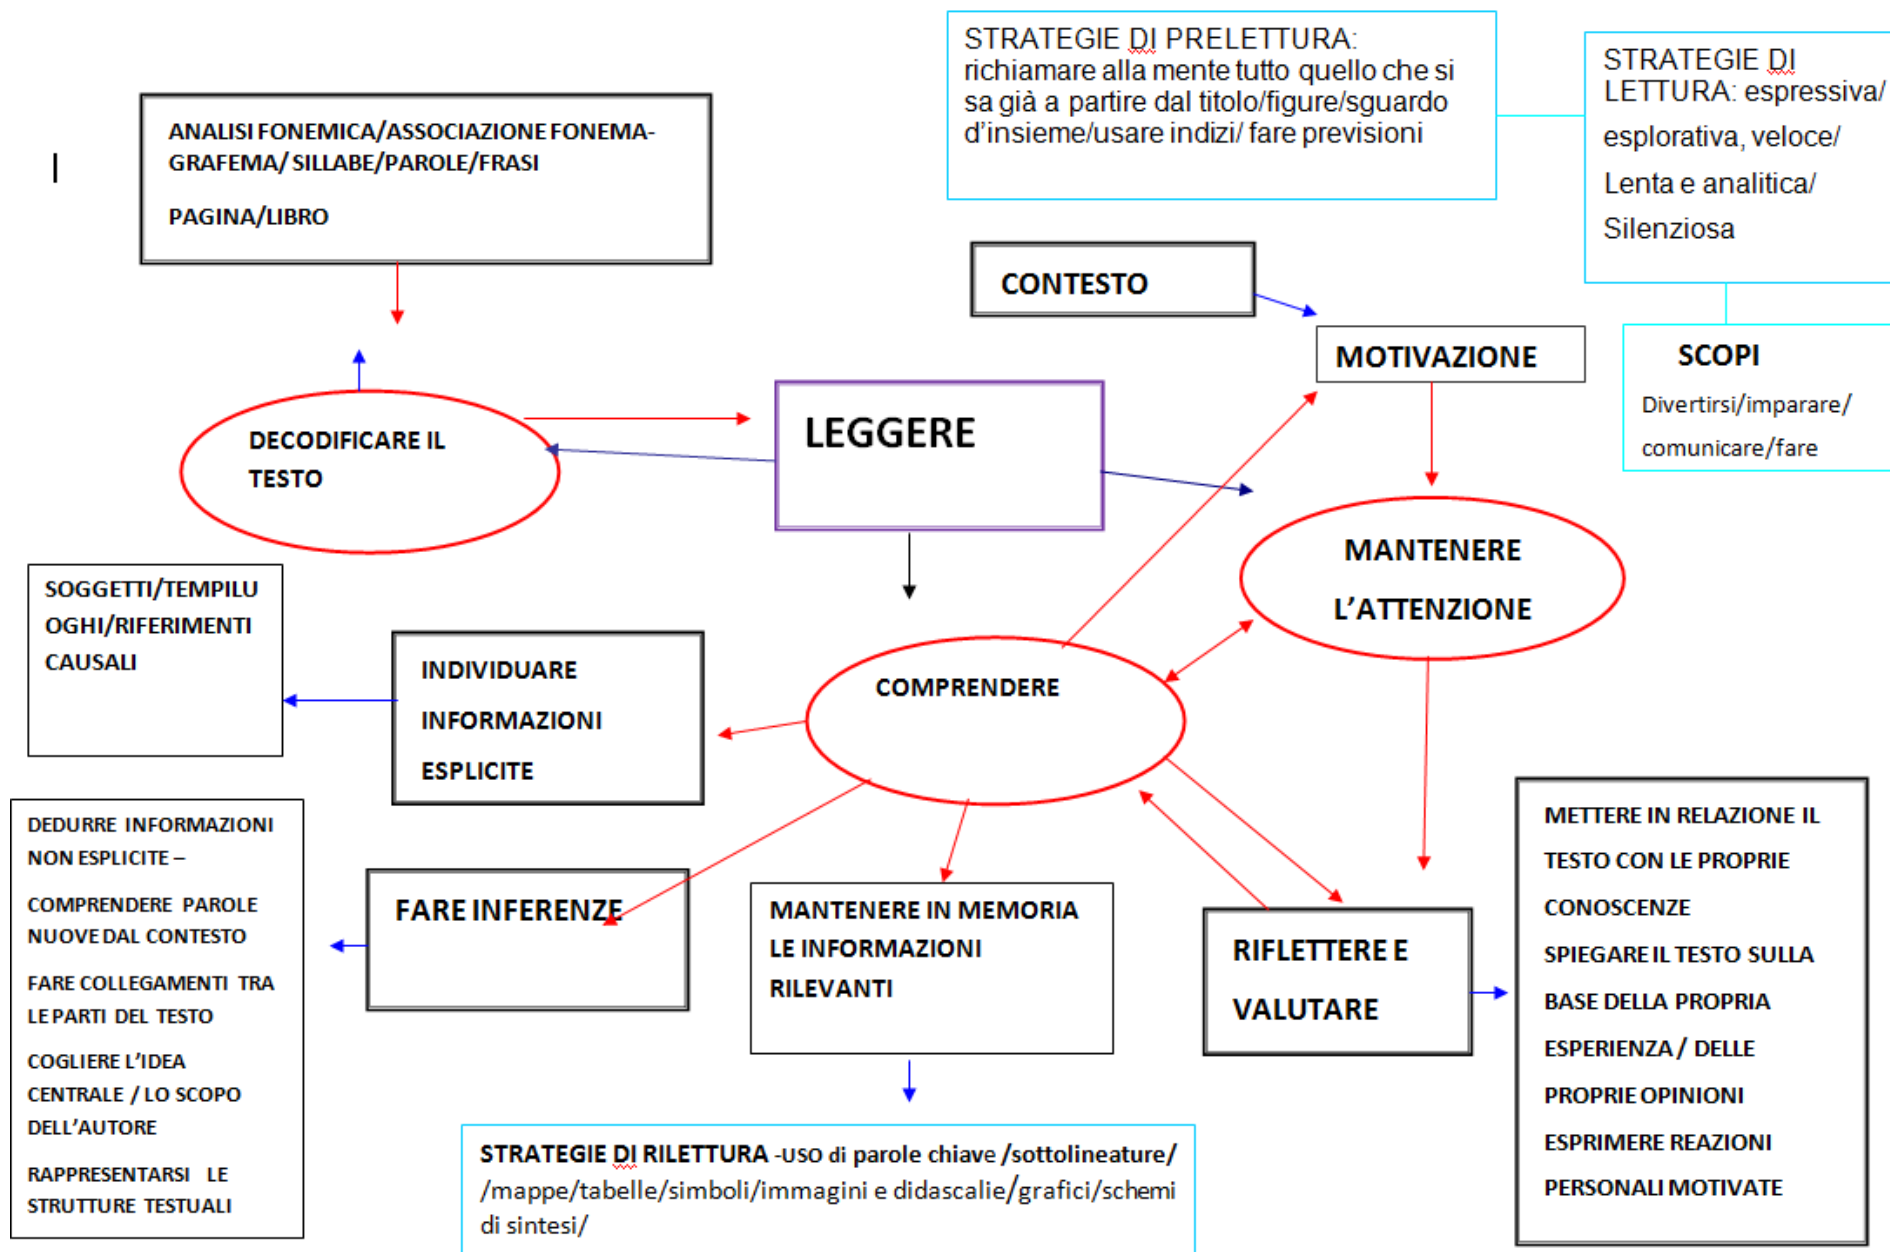 STRATEGIE DI PRELETTURA:
richiamare alla mente tutto quello che si
sa già a partire dal titolo/figure/sguardo
d'insieme/usare indizi/ fare previsioni
STRATEGIE DI
LETTURA: espressiva/
esplorativa, veloce/
Lenta e analitica/
Silenziosa
ANALISI FONEMICA/ASSOCIAZIONE FONEMA-
GRAFEMA/ SILLABE/PAROLE/FRASI
PAGINA/LIBRO
CONTESTO
MOTIVAZIONE
SCOPI
Divertirsi/imparare/
comunicare/fare
DECODIFICARE IL
TESTO
LEGGERE
MANTENERE
L'ATTENZIONE
SOGGETTI/TEMPILU
OGHI/RIFERIMENTI
CAUSALI
INDIVIDUARE
INFORMAZIONI
ESPLICITE
COMPRENDERE
DEDURRE INFORMAZIONI
NON ESPLICITE –
COMPRENDERE PAROLE
NUOVE DAL CONTESTO
FARE COLLEGAMENTI TRA
LE PARTI DEL TESTO
COGLIERE L'IDEA
CENTRALE / LO SCOPO
DELL'AUTORE
RAPPRESENTARSI LE
STRUTTURE TESTUALI
FARE INFERENZE
MANTENERE IN MEMORIA
LE INFORMAZIONI
RILEVANTI
RIFLETTERE E
VALUTARE
METTERE IN RELAZIONE IL
TESTO CON LE PROPRIE
CONOSCENZE
SPIEGARE IL TESTO SULLA
BASE DELLA PROPRIA
ESPERIENZA / DELLE
PROPRIE OPINIONI
ESPRIMERE REAZIONI
PERSONALI MOTIVATE
STRATEGIE DI RILETTURA -USO di parole chiave /sottolineature/
/mappe/tabelle/simboli/immagini e didascalie/grafici/schemi
di sintesi/